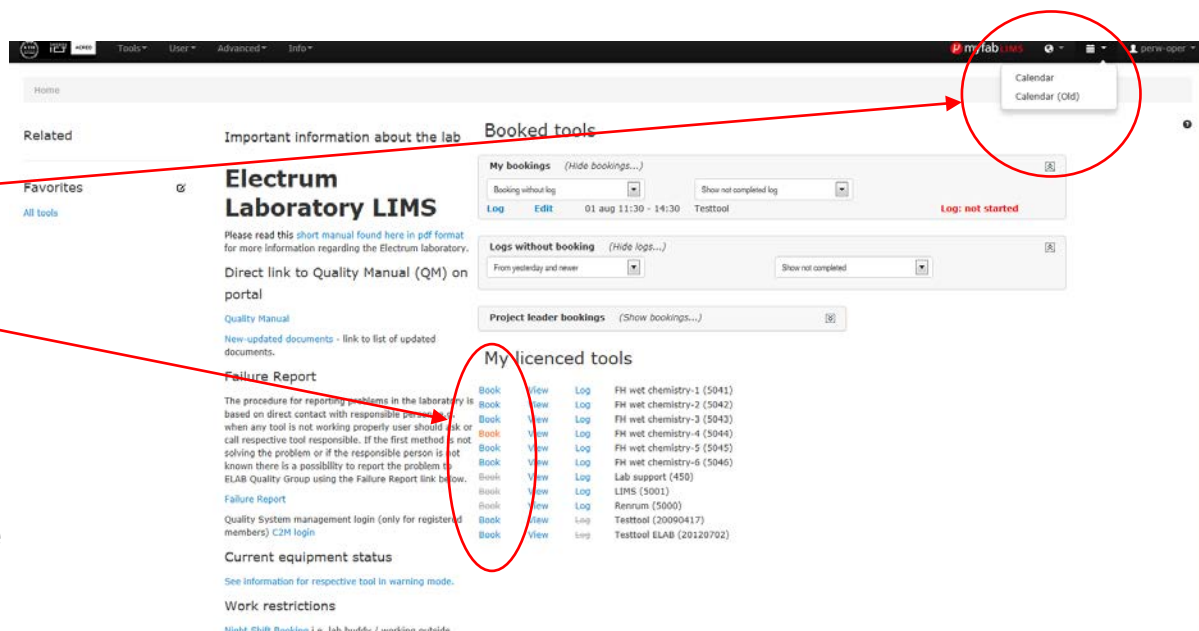 ACREO Tools User Advanced Info myfab LIMS perw-oper
Calendar
Calendar (Old)
Home
Related
Favorites
All tools
Important information about the lab
Electrum
Laboratory LIMS
Please read this short manual found here in pdf format
for more information regarding the Electrum laboratory.
Direct link to Quality Manual (QM) on
portal
Quality Manual
New-updated documents - link to list of updated
documents.
Failure Report
The procedure for reporting problems in the laboratory is
based on direct contact with responsible person i.e.
when any tool is not working properly user should ask or
call respective tool responsible. If the first method is not
solving the problem or if the responsible person is not
known there is a possibility to report the problem to
ELAB Quality Group using the Failure Report link below.
Failure Report
Quality System management login (only for registered
members) C2M login
Current equipment status
See information for respective tool in warning mode.
Work restrictions
Night Shift Booking i.e. lab buddy / working outside
Booked tools
My bookings (Hide bookings...)
Booking without log Show not completed log
Log Edit 01 aug 11:30 - 14:30 Testtool Log: not started
Logs without booking (Hide logs...)
From yesterday and newer Show not completed
Project leader bookings (Show bookings...)
My licenced tools
Book View Log FH wet chemistry-1 (5041)
Book View Log FH wet chemistry-2 (5042)
Book View Log FH wet chemistry-3 (5043)
Book View Log FH wet chemistry-4 (5044)
Book View Log FH wet chemistry-5 (5045)
Book View Log FH wet chemistry-6 (5046)
Book View Log Lab support (450)
Book View Log LIMS (5001)
Book View Log Renrum (5000)
Book View Log Testtool (20090417)
Book View Log Testtool ELAB (20120702)